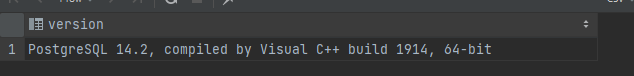 version
1 PostgreSQL 14.2, compiled by Visual C++ build 1914, 64-bit